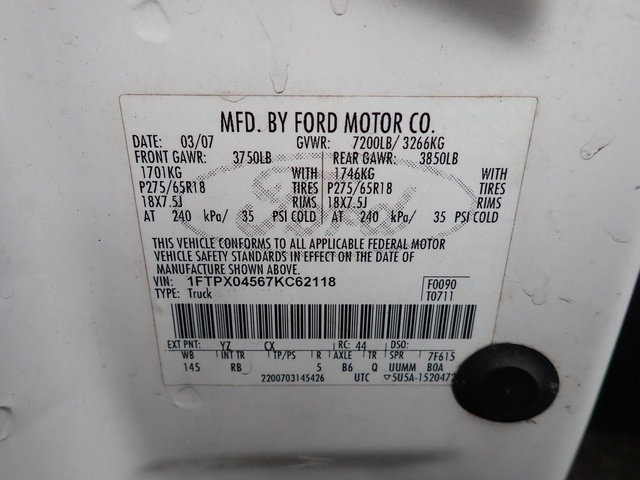 MFD. BY FORD MOTOR CO.
DATE: 03/07 GVWR: 7200LB/ 3266KG
FRONT GAWR: 3750LB REAR GAWR: 3850LB
1701KG WITH 1746KG WITH
P275/65R18 TIRES P275/65R18 TIRES
18X7.5J RIMS 18X7.5J RIMS
AT 240 kPa/ 35 PSI COLD AT 240 kPa/ 35 PSI COLD
Ford
THIS VEHICLE CONFORMS TO ALL APPLICABLE FEDERAL MOTOR
VEHICLE SAFETY STANDARDS IN EFFECT ON THE DATE OF
MANUFACTURE SHOWN ABOVE.
VIN: 1FTPX04567KC62118 F0090
TYPE: Truck T0711
EXT PNT: YZ CX RC: 44 DSO:
WB INT TR TP/PS R AXLE TR SPR 7F615
145 RB 5 B6 Q UUMM BOA
2200703145426 UTC ▽5U5A-1520472